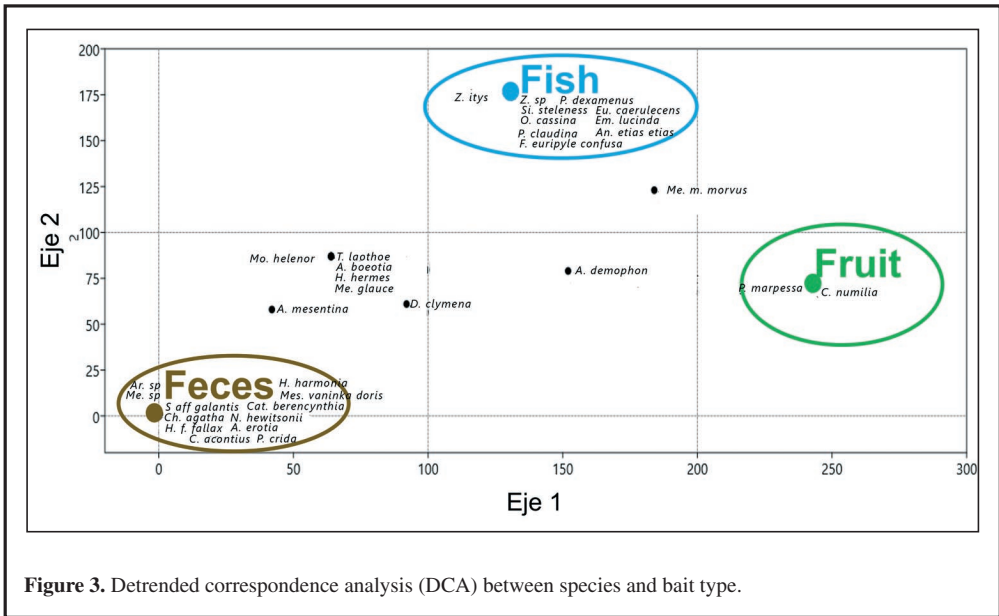 200
175
150
125
100
75
50
25
0
Eje 2
2
Fish
Z. itys
Z. sp P. dexamenus
Si. steleness Eu. caerulecens
O. cassina Em. lucinda
P. claudina An. etias etias
F. euripyle confusa
Me. m. morvus
Mo. helenor
T. laothoe
A. boeotia
H. hermes
Me. glauce
A. demophon
Fruit
P. marpessa
C. numilia
D. clymena
A. mesentina
Feces
Ar. sp
Me. sp
H. harmonia
Mes. vaninka doris
S aff galantis Cat. berencynthia
Ch. agatha N. hewitsonii
H. f. fallax A. erotia
C. acontius P. crida
0 50 100 150 200 250 300
Eje 1
Figure 3. Detrended correspondence analysis (DCA) between species and bait type.